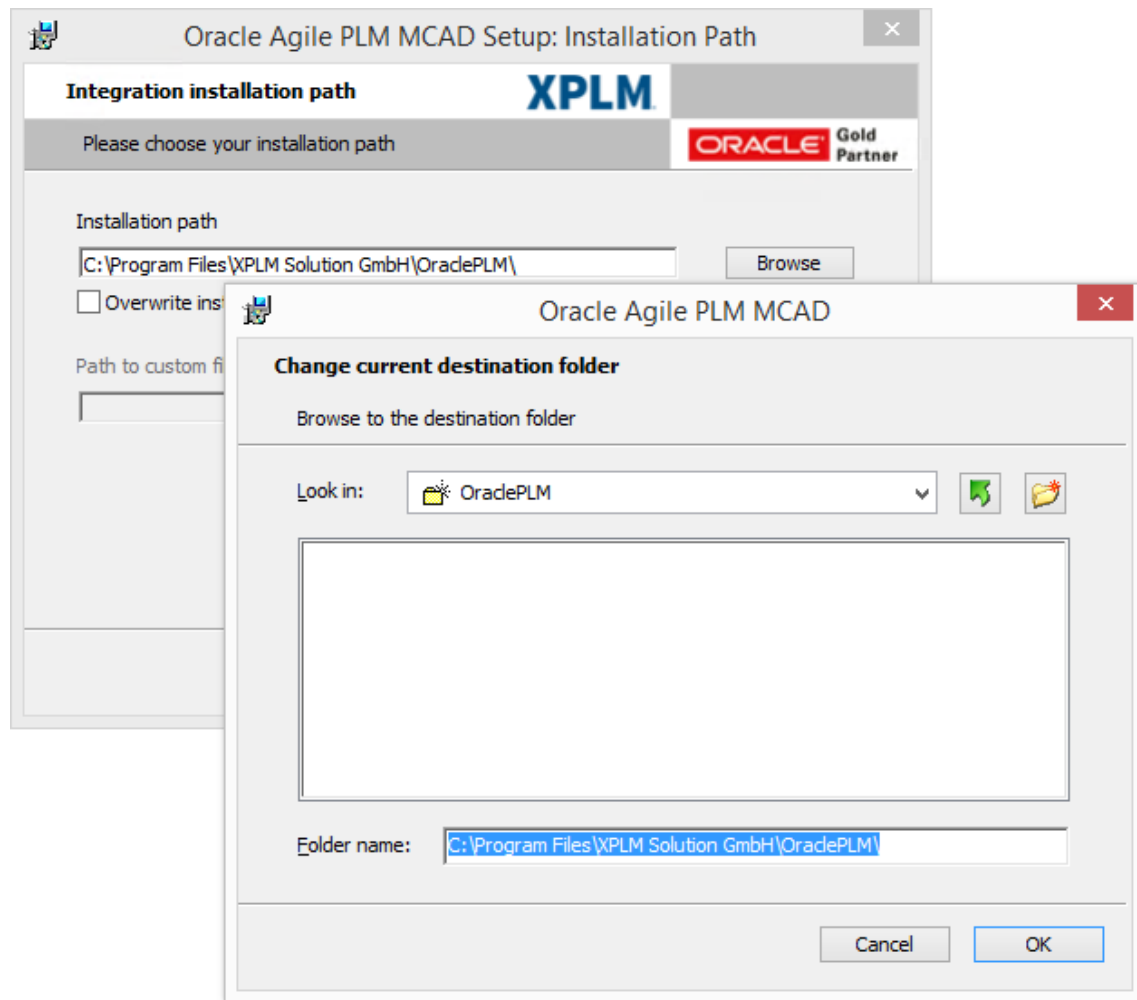 Oracle Agile PLM MCAD Setup: Installation Path
Integration installation path
XPLM
Please choose your installation path
ORACLE Gold Partner
Installation path
C:\Program Files\XPLM Solution GmbH\OraclePLM\
Browse
Overwrite
Path to custom
Oracle Agile PLM MCAD
Change current destination folder
Browse to the destination folder
Look in:
OraclePLM
Folder name:
C:\Program Files\XPLM Solution GmbH\OraclePLM\
Cancel
OK